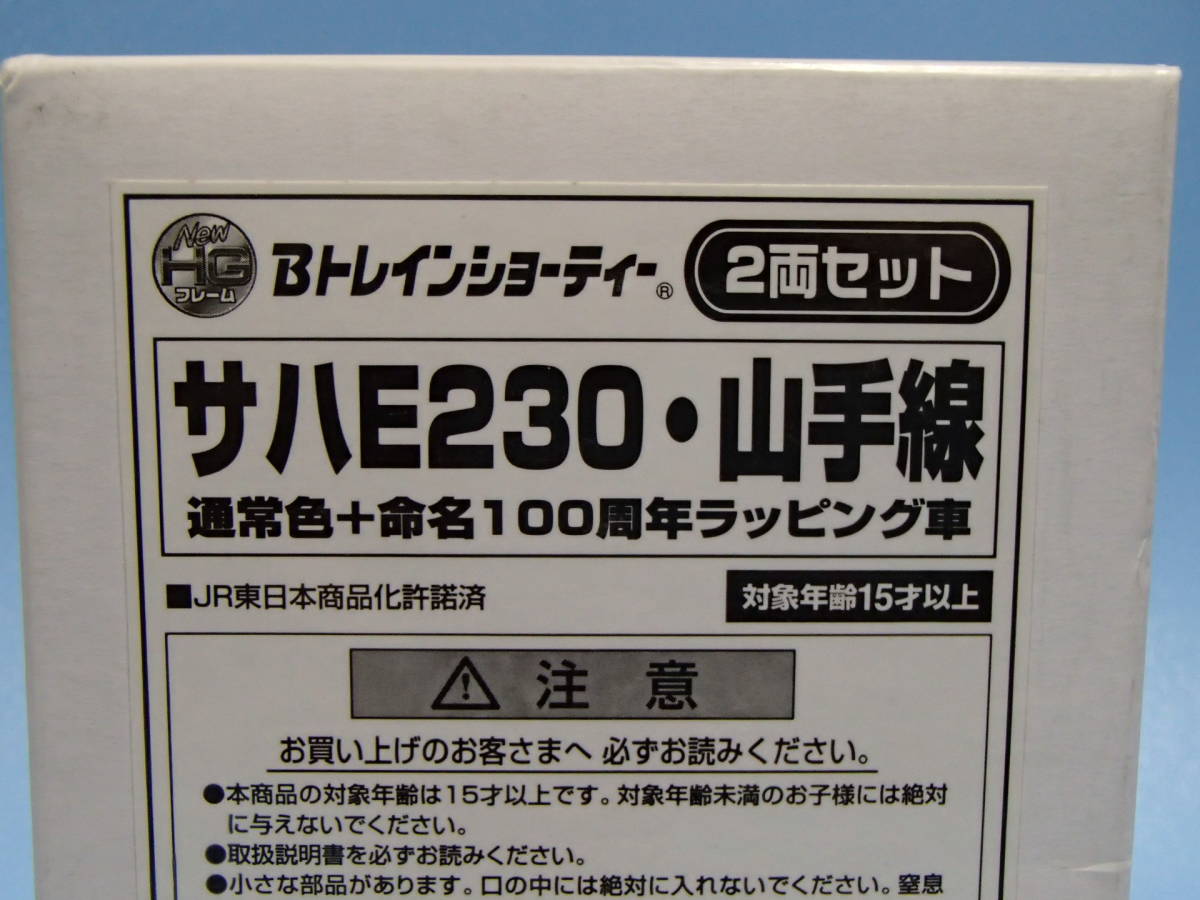 New HG フレーム Bトレインショーティー® 2両セット
サハE230・山手線
通常色＋命名100周年ラッピング車
■JR東日本商品化許諾済 対象年齢15才以上
⚠ 注意
お買い上げのお客さまへ 必ずお読みください。
●本商品の対象年齢は15才以上です。対象年齢未満のお子様には絶対
に与えないでください。
●取扱説明書を必ずお読みください。
●小さな部品があります。口の中には絶対に入れないでください。窒息